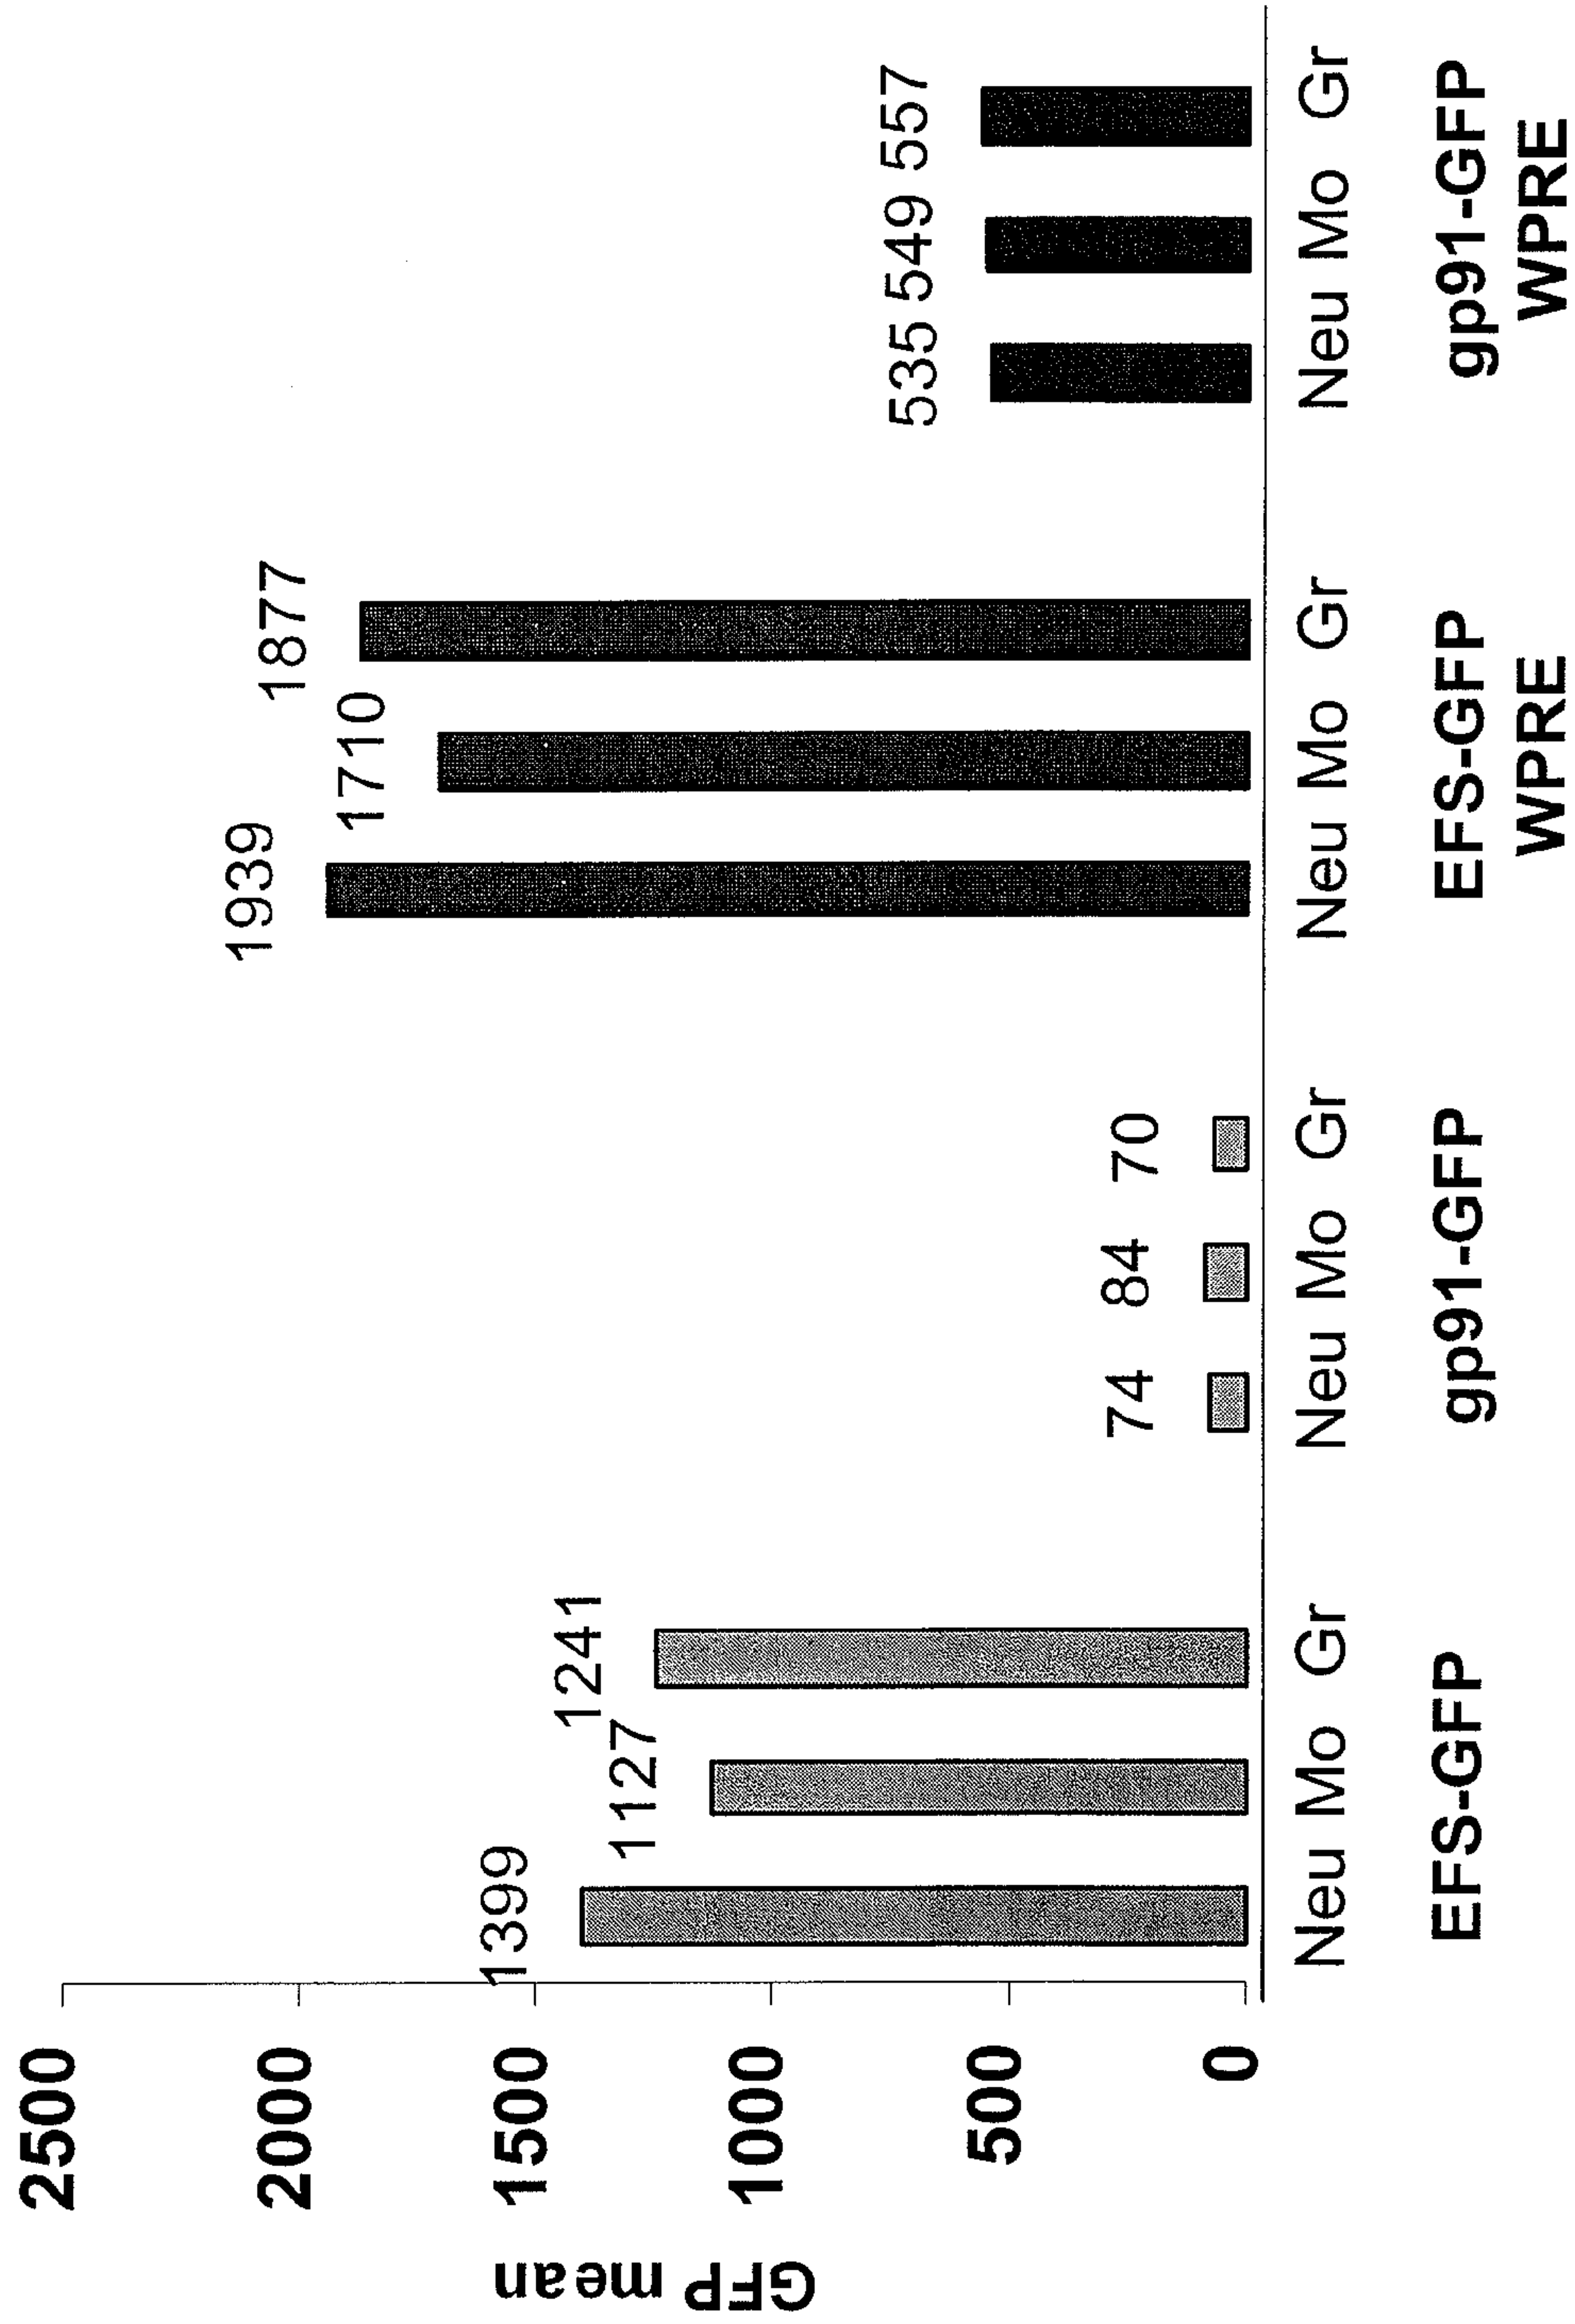 GFP mean
2500
2000
1500
1000
500
0
1399 1127 1241
74 84 70
1939 1710 1877
535 549 557
Neu Mo Gr Neu Mo Gr Neu Mo Gr Neu Mo Gr
EFS-GFP gp91-GFP EFS-GFP gp91-GFP
WPRE WPRE